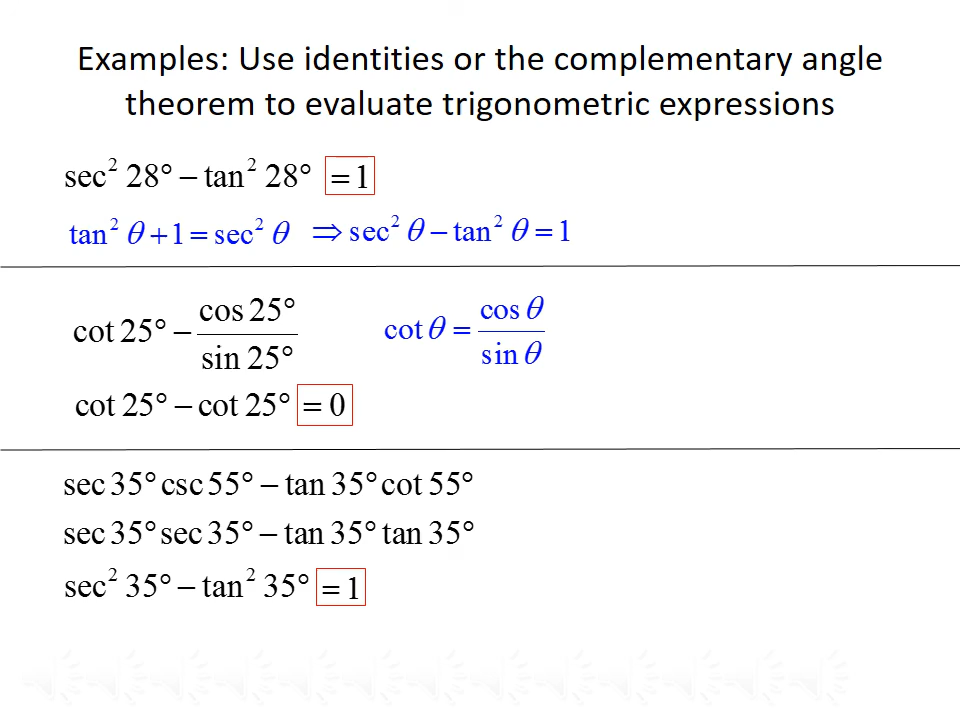 Examples: Use identities or the complementary angle
theorem to evaluate trigonometric expressions
sec² 28° − tan² 28° = 1
tan² θ + 1 = sec² θ ⇒ sec² θ − tan² θ = 1
cot 25° − cos 25° / sin 25° cot θ = cos θ / sin θ
cot 25° − cot 25° = 0
sec 35° csc 55° − tan 35° cot 55°
sec 35° sec 35° − tan 35° tan 35°
sec² 35° − tan² 35° = 1